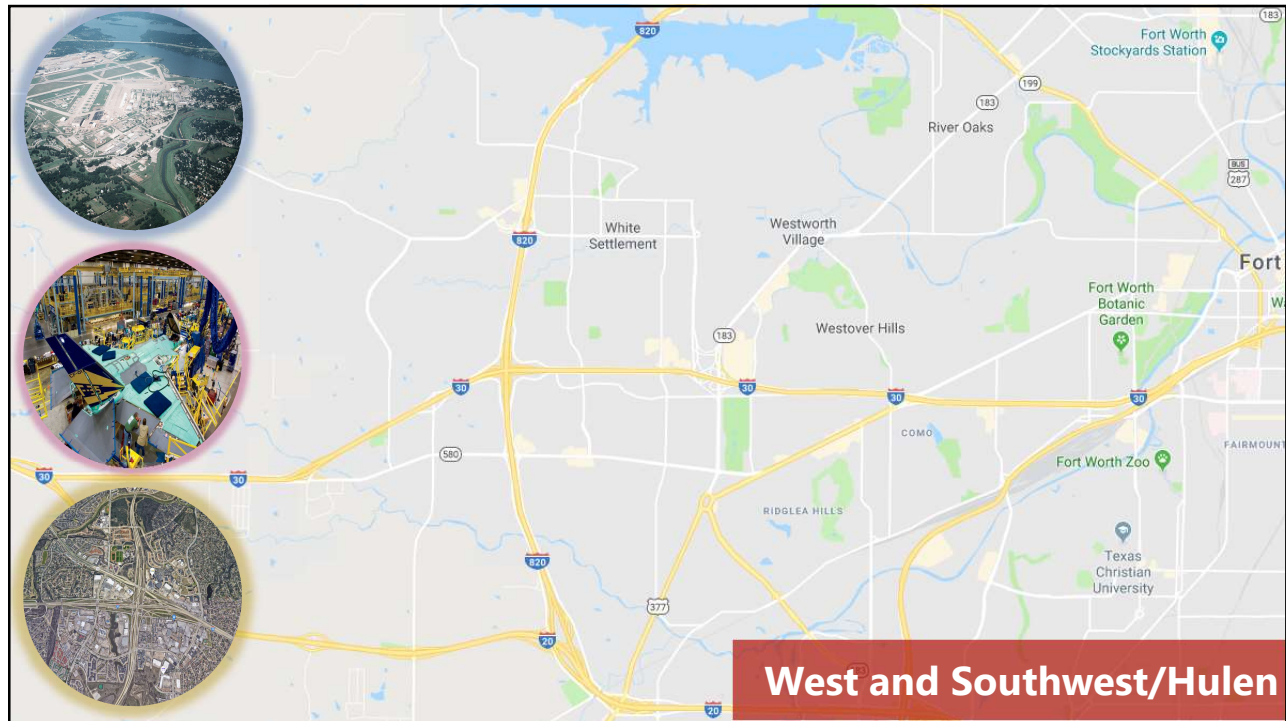 820
183
Fort Worth
Stockyards Station
199
183
River Oaks
BUS
287
White
Settlement
Westworth
Village
820
Fort
Fort Worth
Botanic
Garden
Wa
183
Westover Hills
30
30
30
30
COMO
FAIRMOUNT
580
Fort Worth Zoo
30
30
RIDGLEA HILLS
Texas
Christian
University
820
377
20
183
West and Southwest/Hulen
20